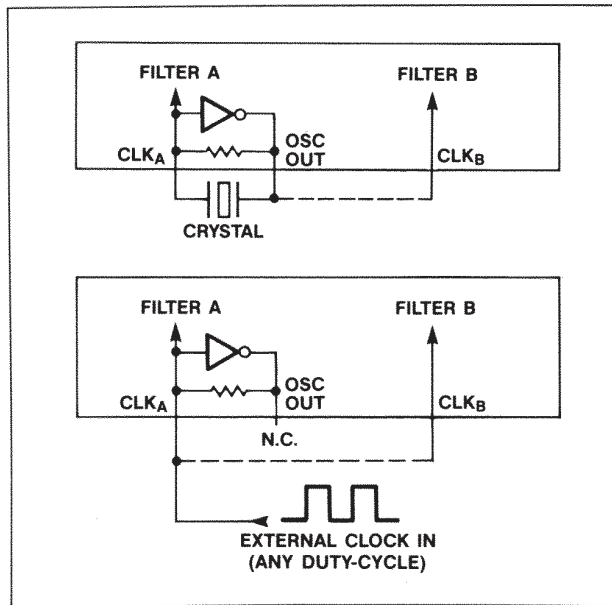 FILTER A
FILTER B
CLKA
OSC
OUT
CLKB
CRYSTAL
FILTER A
FILTER B
CLKA
OSC
OUT
CLKB
N.C.
EXTERNAL CLOCK IN
(ANY DUTY-CYCLE)